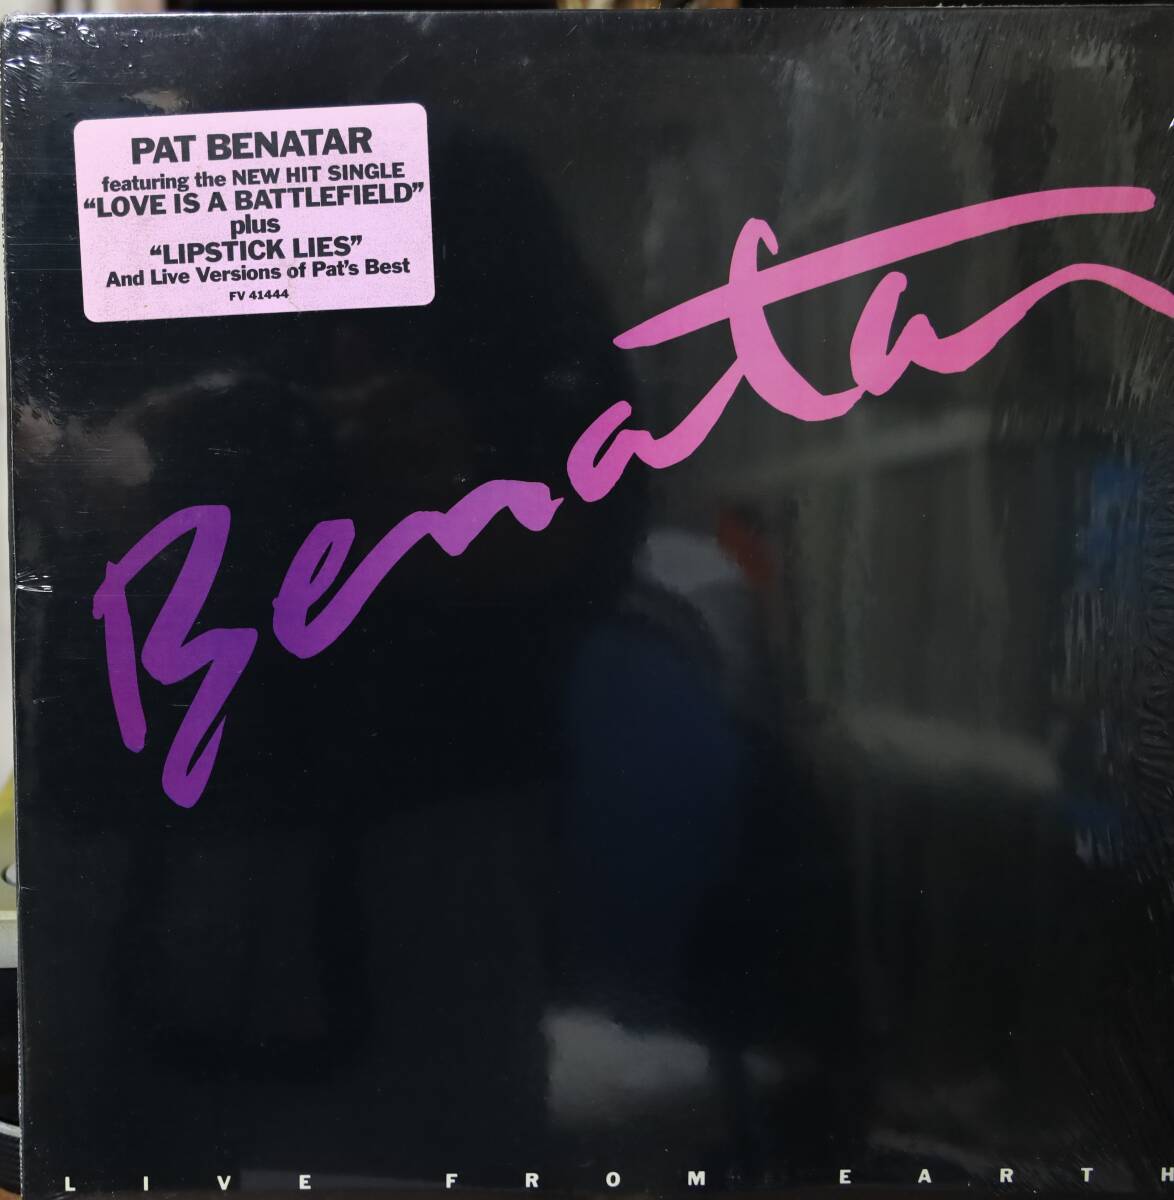 PAT BENATAR
featuring the NEW HIT SINGLE
“LOVE IS A BATTLEFIELD”
plus
“LIPSTICK LIES”
And Live Versions of Pat's Best
FV 41444
Benatar
LIVE FROM EARTH